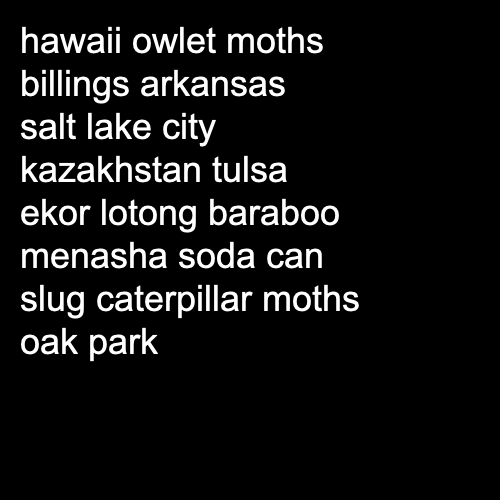 hawaii owlet moths
billings arkansas
salt lake city
kazakhstan tulsa
ekor lotong baraboo
menasha soda can
slug caterpillar moths
oak park